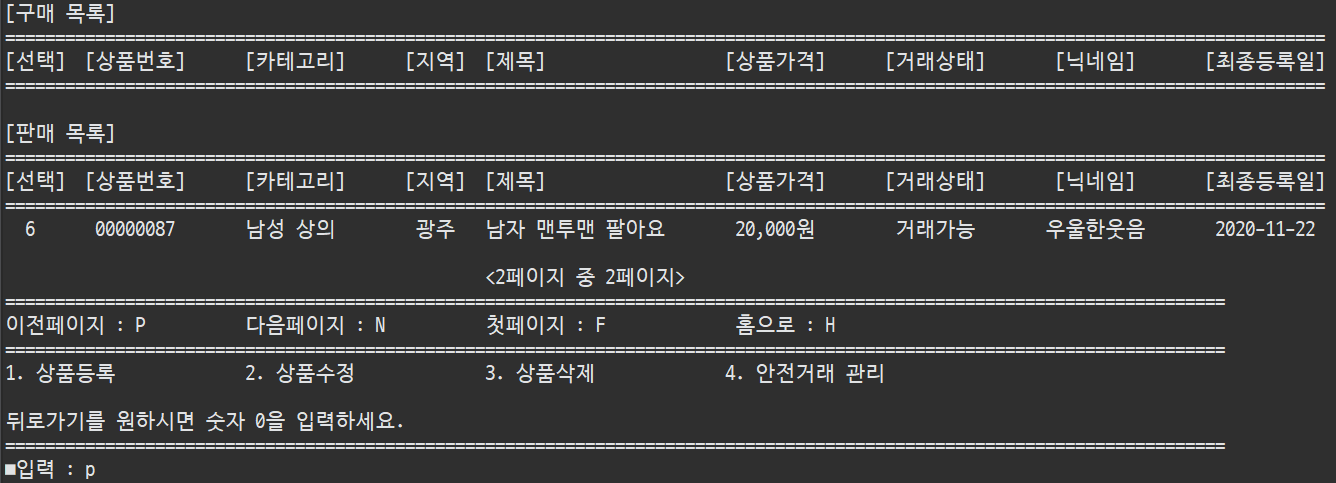 [구매 목록]
====================================================================================================================================
[선택] [상품번호] [카테고리] [지역] [제목] [상품가격] [거래상태] [닉네임] [최종등록일]
====================================================================================================================================
[판매 목록]
====================================================================================================================================
[선택] [상품번호] [카테고리] [지역] [제목] [상품가격] [거래상태] [닉네임] [최종등록일]
====================================================================================================================================
6 00000087 남성 상의 광주 남자 맨투맨 팔아요 20,000원 거래가능 우울한웃음 2020-11-22
<2페이지 중 2페이지>
==========================================================================================================================
이전페이지 : P 다음페이지 : N 첫페이지 : F 홈으로 : H
==========================================================================================================================
1. 상품등록 2. 상품수정 3. 상품삭제 4. 안전거래 관리
뒤로가기를 원하시면 숫자 0을 입력하세요.
==========================================================================================================================
■입력 : p